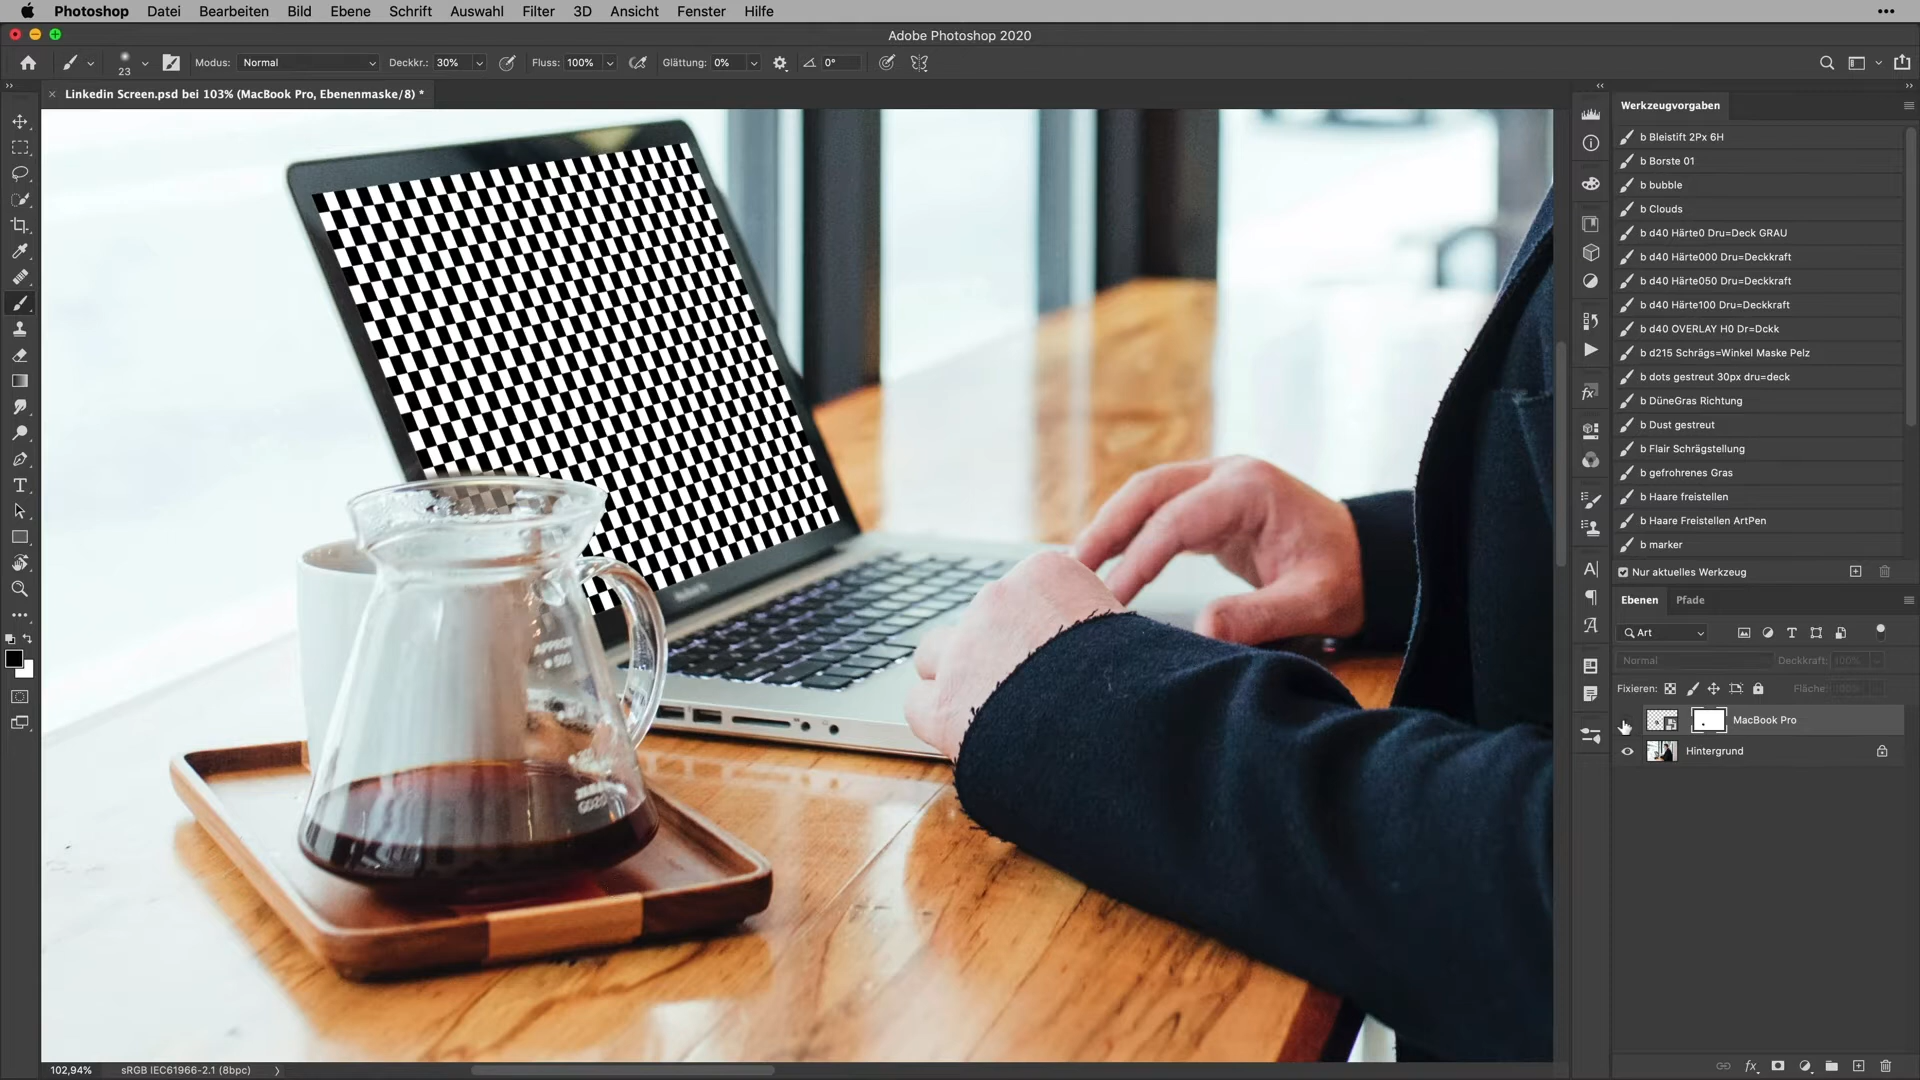 Photoshop Datei Bearbeiten Bild Ebene Schrift Auswahl Filter 3D Ansicht Fenster Hilfe
Adobe Photoshop 2020
23 Modus: Normal Deckkr.: 30% Fluss: 100% Glättung: 0% 0°
Linkedin Screen.psd bei 103% (MacBook Pro, Ebenenmaske/8) *
Werkzeugvorgaben
b Bleistift 2Px 6H
b Borste 01
b bubble
b Clouds
b d40 Härte0 Dru=Deck GRAU
b d40 Härte000 Dru=Deckkraft
b d40 Härte050 Dru=Deckkraft
b d40 Härte100 Dru=Deckkraft
b d40 OVERLAY H0 Dr=Dckk
b d215 Schrägs=Winkel Maske Pelz
b dots gestreut 30px dru=deck
b DüneGras Richtung
b Dust gestreut
b Flair Schrägstellung
b gefrohrenes Gras
b Haare freistellen
b Haare Freistellen ArtPen
b marker
Nur aktuelles Werkzeug
Ebenen Pfade
Art
Normal Deckkraft: 100%
Fixieren: Fläche: 100%
MacBook Pro
Hintergrund
APPROX
500
102,94% sRGB IEC61966-2.1 (8bpc)